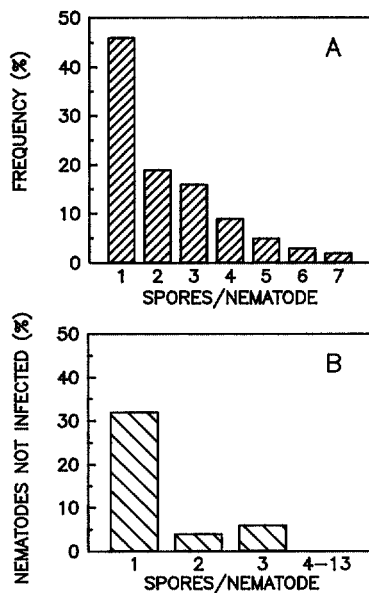 A
FREQUENCY (%)
50
40
30
20
10
0
1 2 3 4 5 6 7
SPORES/NEMATODE
B
NEMATODES NOT INFECTED (%)
50
40
30
20
10
0
1 2 3 4-13
SPORES/NEMATODE